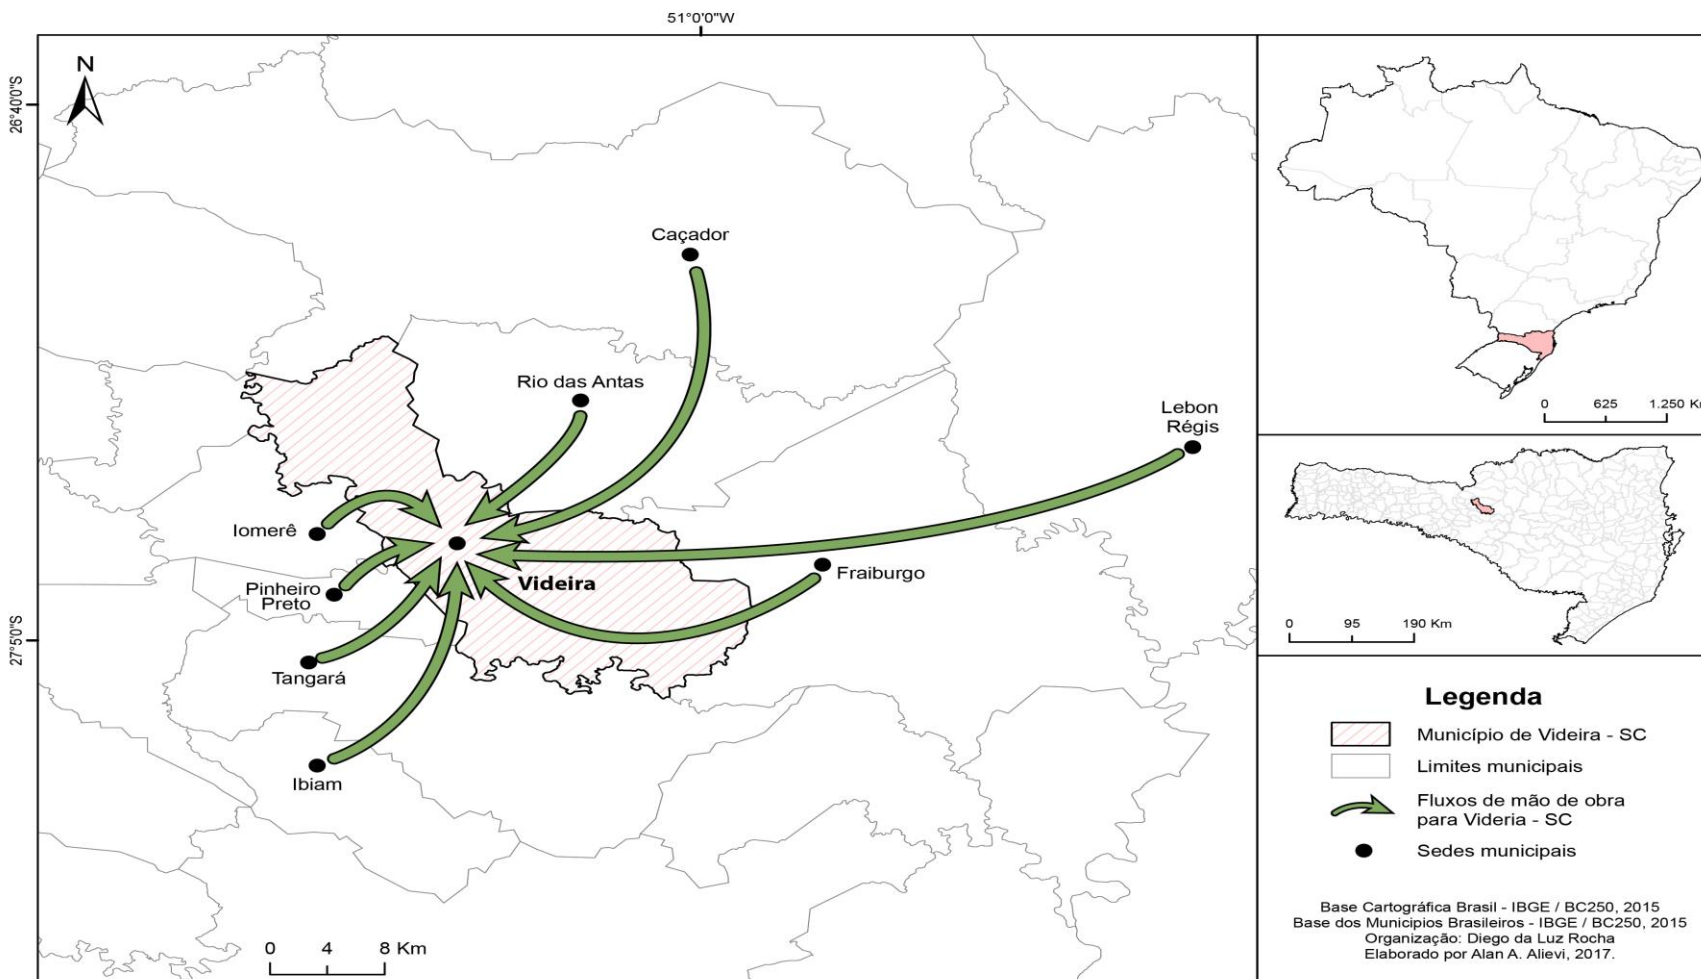 51°0'0"W
26°40'0"S
27°5'0"S
N
Caçador
Rio das Antas
Lebon
Régis
Iomerê
Pinheiro
Preto
Videira
Fraiburgo
Tangará
Ibiam
0 4 8 Km
0 625 1.250 Km
0 95 190 Km
Legenda
Município de Videira - SC
Limites municipais
Fluxos de mão de obra
para Videria - SC
Sedes municipais
Base Cartográfica Brasil - IBGE / BC250, 2015
Base dos Municipios Brasileiros - IBGE / BC250, 2015
Organização: Diego da Luz Rocha
Elaborado por Alan A. Alievi, 2017.